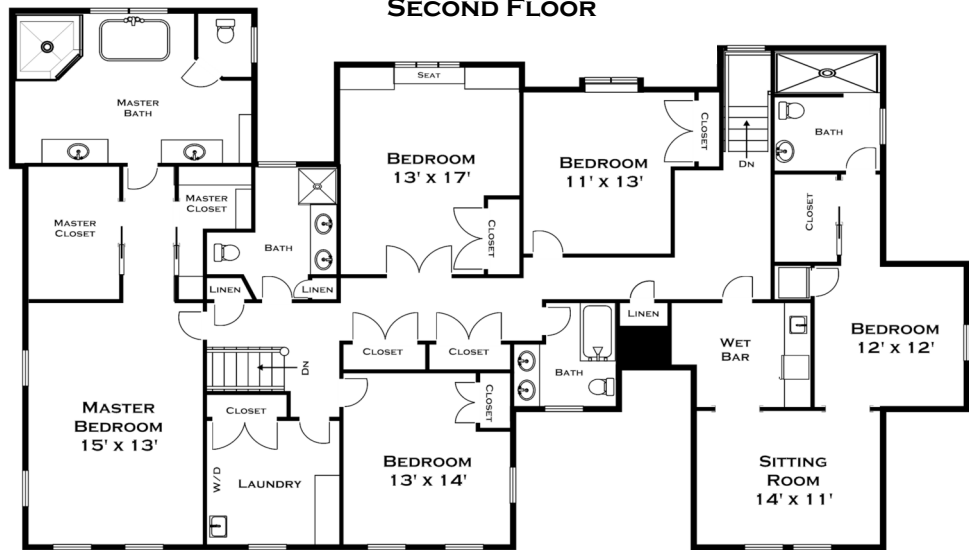 SECOND FLOOR
MASTER
BATH
SEAT
BEDROOM
13' X 17'
BEDROOM
11' X 13'
CLOSET
DN
BATH
MASTER
CLOSET
MASTER
CLOSET
BATH
CLOSET
CLOSET
LINEN
LINEN
LINEN
BEDROOM
12' X 12'
WET
BAR
CLOSET
CLOSET
DN
BATH
MASTER
BEDROOM
15' X 13'
CLOSET
CLOSET
BEDROOM
13' X 14'
W/D
LAUNDRY
SITTING
ROOM
14' X 11'